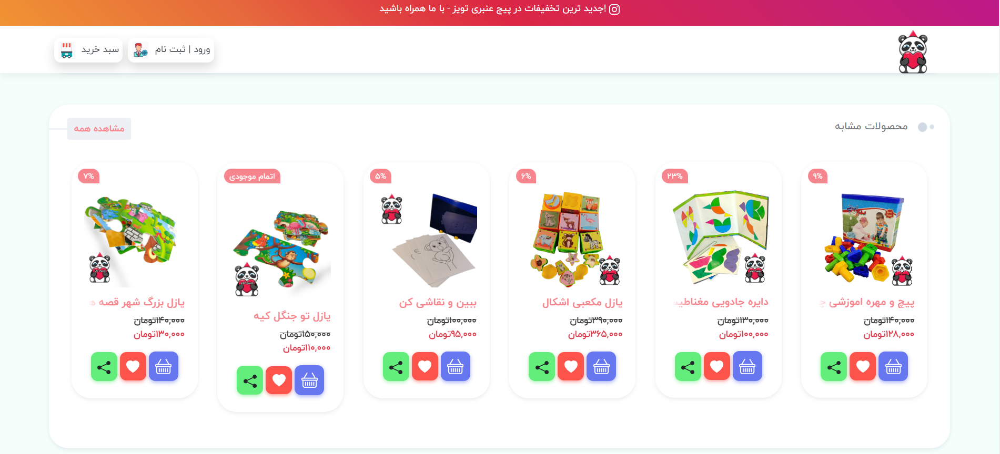 جدید ترین تخفیفات در پیج عنبری تویز - با ما همراه باشید!
ورود | ثبت نام
سبد خرید
محصولات مشابه
مشاهده همه
۹%
پیچ و مهره اموزشی
۱۴۰,۰۰۰تومان
۱۲۸,۰۰۰تومان
۲۳%
دایره جادویی مغناطیس
۱۳۰,۰۰۰تومان
۱۰۰,۰۰۰تومان
۶%
پازل مکعبی اشکال
۳۹۰,۰۰۰تومان
۳۶۵,۰۰۰تومان
۵%
ببین و نقاشی کن
۱۰۰,۰۰۰تومان
۹۵,۰۰۰تومان
اتمام موجودی
پازل تو جنگل کیه
۱۵۰,۰۰۰تومان
۱۱۰,۰۰۰تومان
۷%
پازل بزرگ شهر قصه
۱۴۰,۰۰۰تومان
۱۳۰,۰۰۰تومان